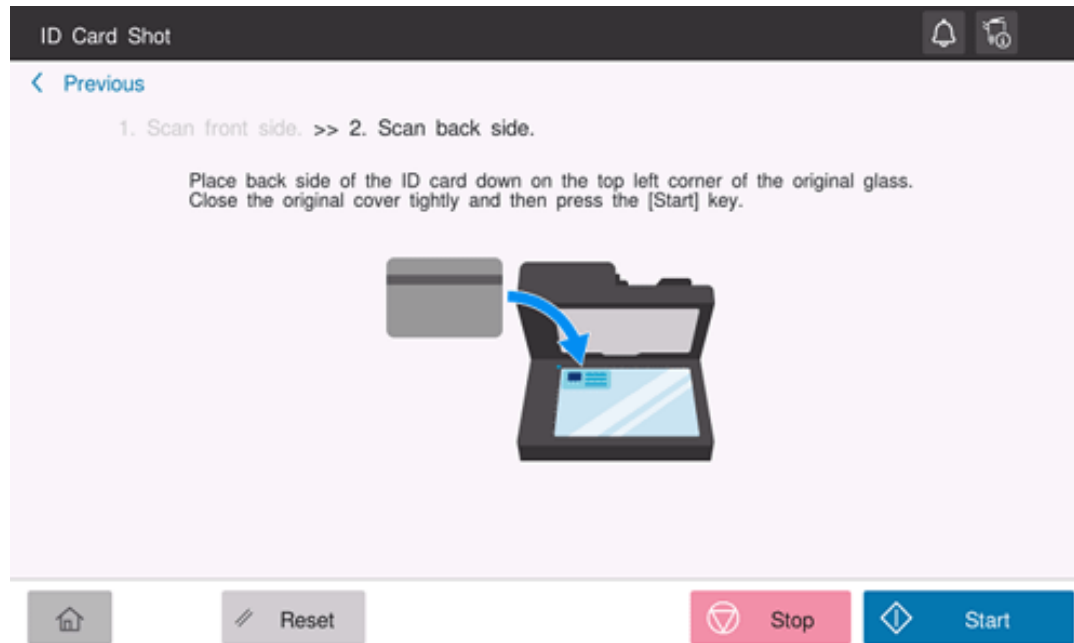 ID Card Shot
Previous
1. Scan front side. >> 2. Scan back side.
Place back side of the ID card down on the top left corner of the original glass.
Close the original cover tightly and then press the [Start] key.
Reset
Stop
Start